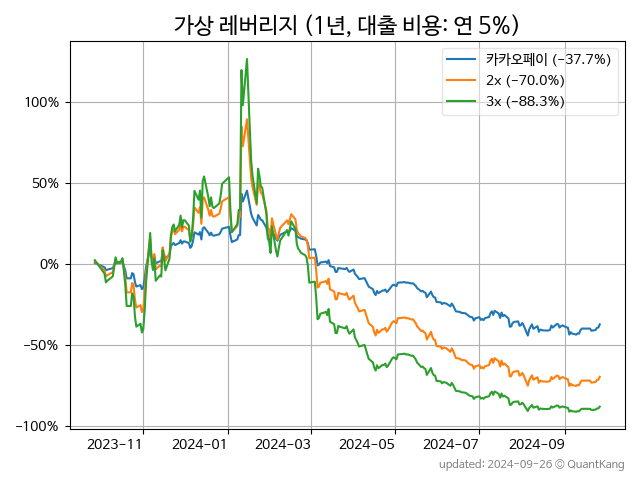 가상 레버리지 (1년, 대출 비용: 연 5%)
카카오페이 (−37.7%)
2x (−70.0%)
3x (−88.3%)
100%
50%
0%
−50%
−100%
2023-11 2024-01 2024-03 2024-05 2024-07 2024-09
updated: 2024-09-26 © QuantKang